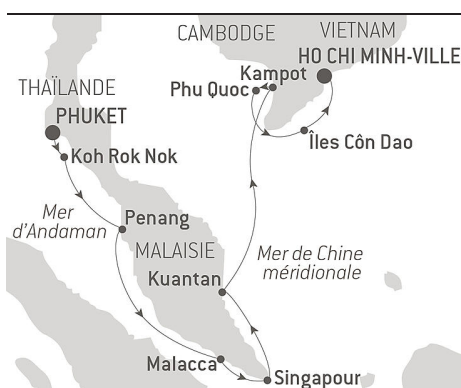 CAMBODGE
VIETNAM
HO CHI MINH-VILLE
Kampot
Phu Quoc
THAÏLANDE
PHUKET
Îles Côn Dao
Koh Rok Nok
Mer
d'Andaman
Penang
MALAISIE
Mer de Chine
méridionale
Kuantan
Malacca
Singapour